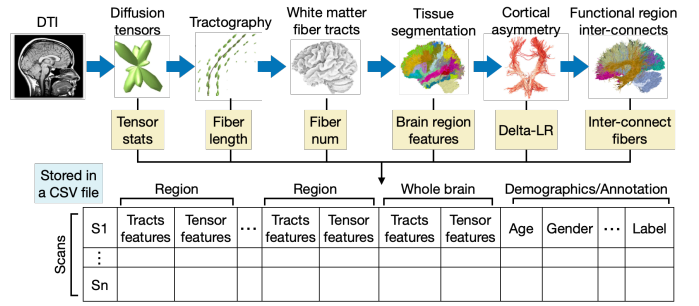 DTI
Diffusion
tensors
Tractography
White matter
fiber tracts
Tissue
segmentation
Cortical
asymmetry
Functional region
inter-connects
Tensor
stats
Fiber
length
Fiber
num
Brain region
features
Delta-LR
Inter-connect
fibers
Stored in
a CSV file
Region
Region
Whole brain
Demographics/Annotation
Scans
S1
Tracts
features
Tensor
features
...
Tracts
features
Tensor
features
Tracts
features
Tensor
features
Age
Gender
...
Label
⋮
Sn